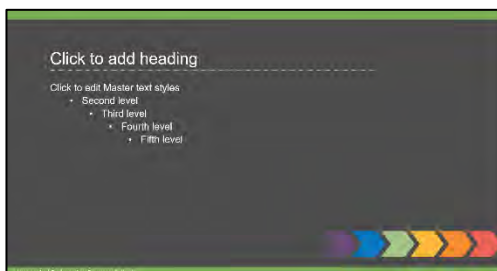 Click to add heading
Click to edit Master text styles
• Second level
• Third level
• Fourth level
• Fifth level